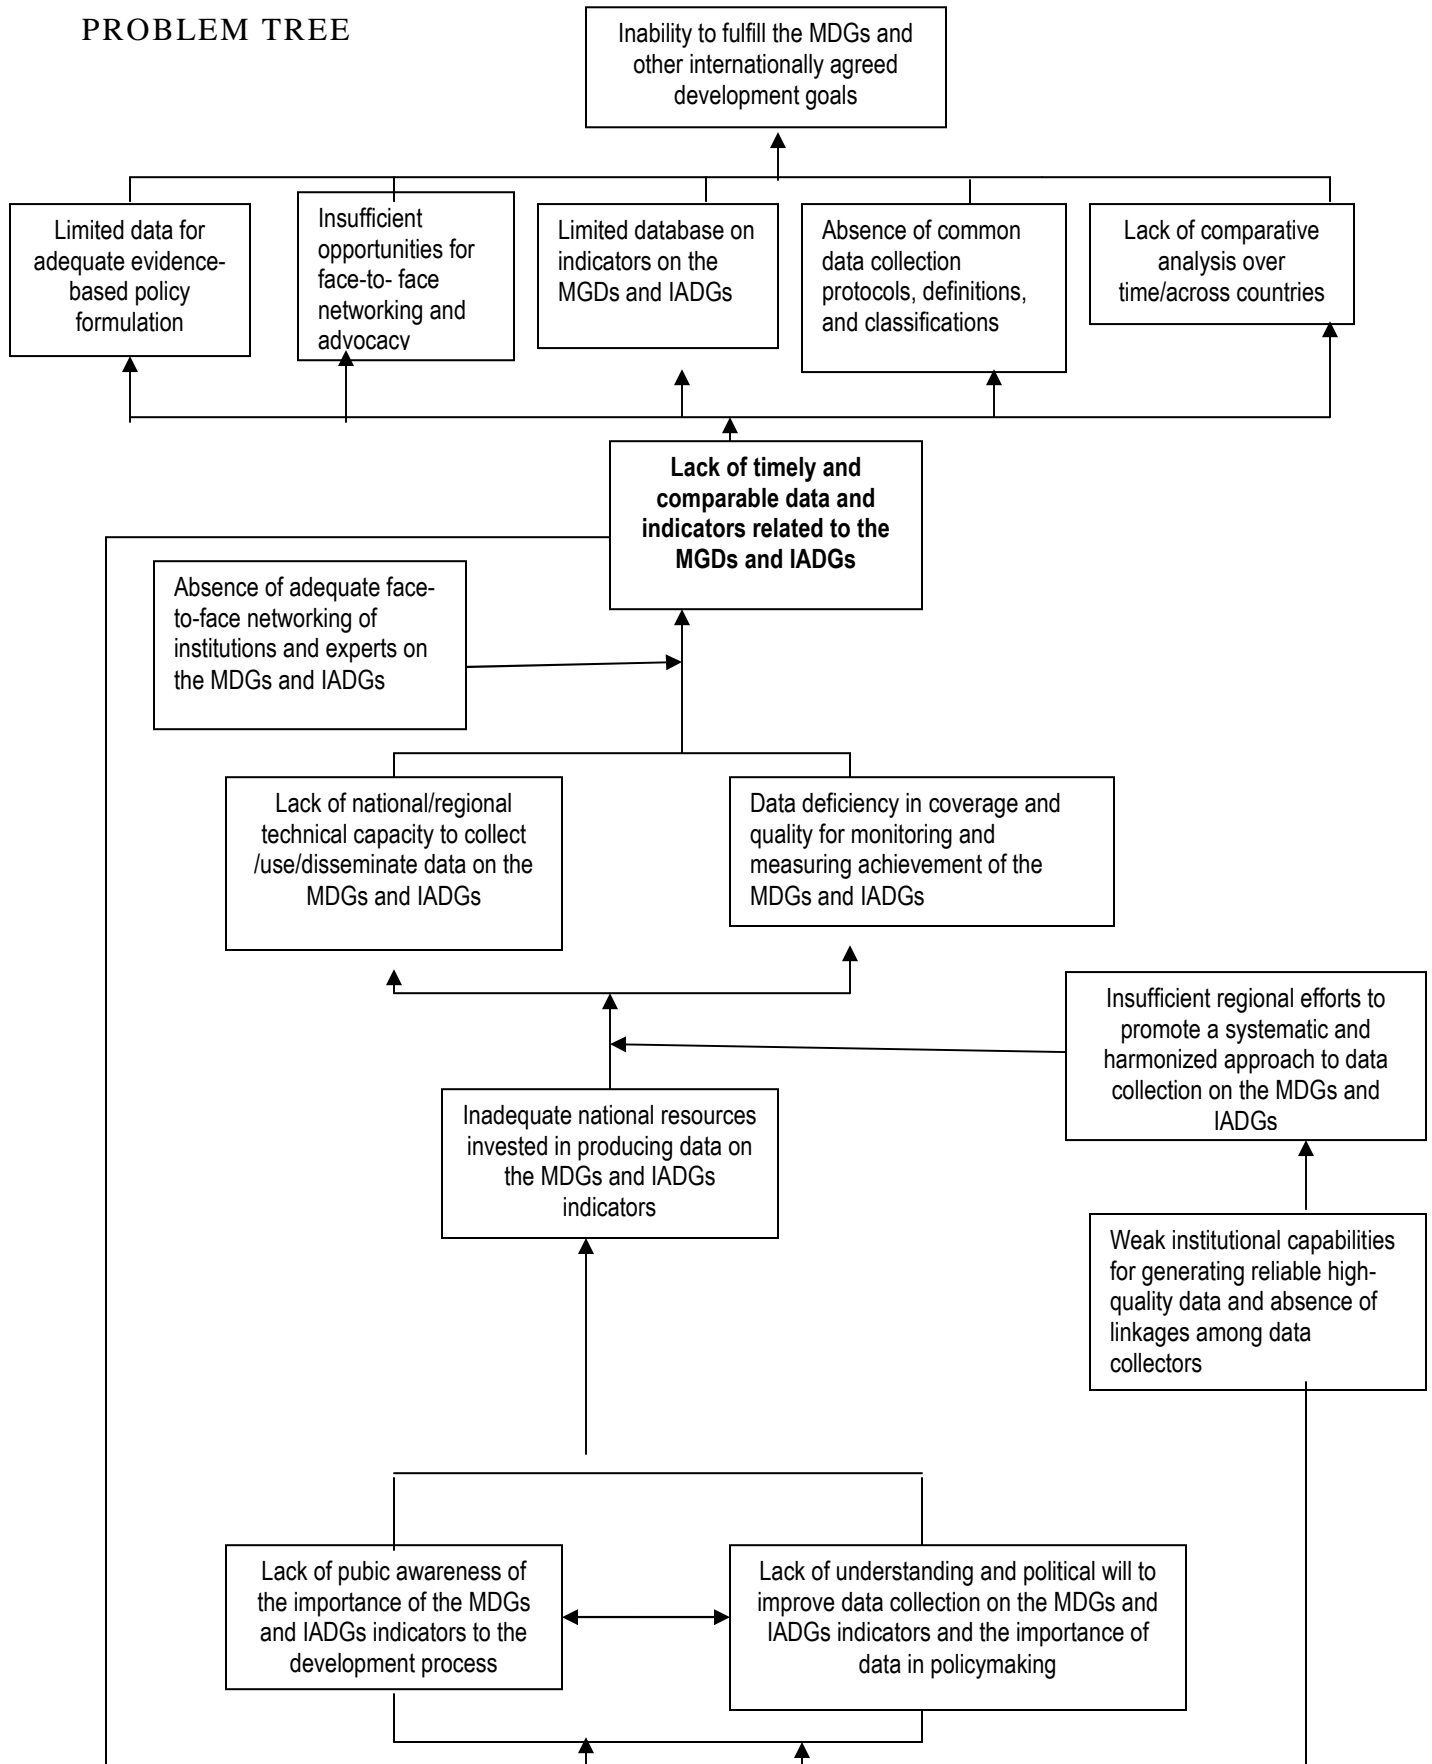 PROBLEM TREE
Inability to fulfill the MDGs and
other internationally agreed
development goals
Limited data for
adequate evidence-
based policy
formulation
Insufficient
opportunities for
face-to- face
networking and
advocacy
Limited database on
indicators on the
MGDs and IADGs
Absence of common
data collection
protocols, definitions,
and classifications
Lack of comparative
analysis over
time/across countries
Lack of timely and
comparable data and
indicators related to the
MGDs and IADGs
Absence of adequate face-
to-face networking of
institutions and experts on
the MDGs and IADGs
Lack of national/regional
technical capacity to collect
/use/disseminate data on the
MDGs and IADGs
Data deficiency in coverage and
quality for monitoring and
measuring achievement of the
MDGs and IADGs
Insufficient regional efforts to
promote a systematic and
harmonized approach to data
collection on the MDGs and
IADGs
Inadequate national resources
invested in producing data on
the MDGs and IADGs
indicators
Weak institutional capabilities
for generating reliable high-
quality data and absence of
linkages among data
collectors
Lack of pubic awareness of
the importance of the MDGs
and IADGs indicators to the
development process
Lack of understanding and political will to
improve data collection on the MDGs and
IADGs indicators and the importance of
data in policymaking